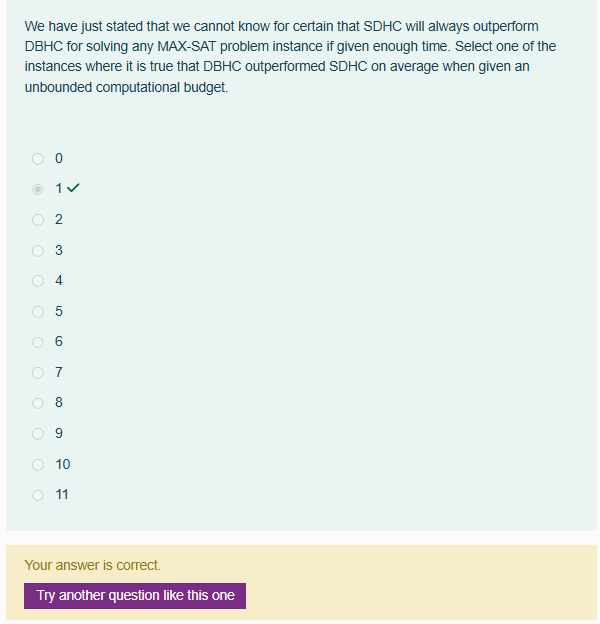 We have just stated that we cannot know for certain that SDHC will always outperform
DBHC for solving any MAX-SAT problem instance if given enough time. Select one of the
instances where it is true that DBHC outperformed SDHC on average when given an
unbounded computational budget.
0
1
2
3
4
5
6
7
8
9
10
11
Your answer is correct.
Try another question like this one